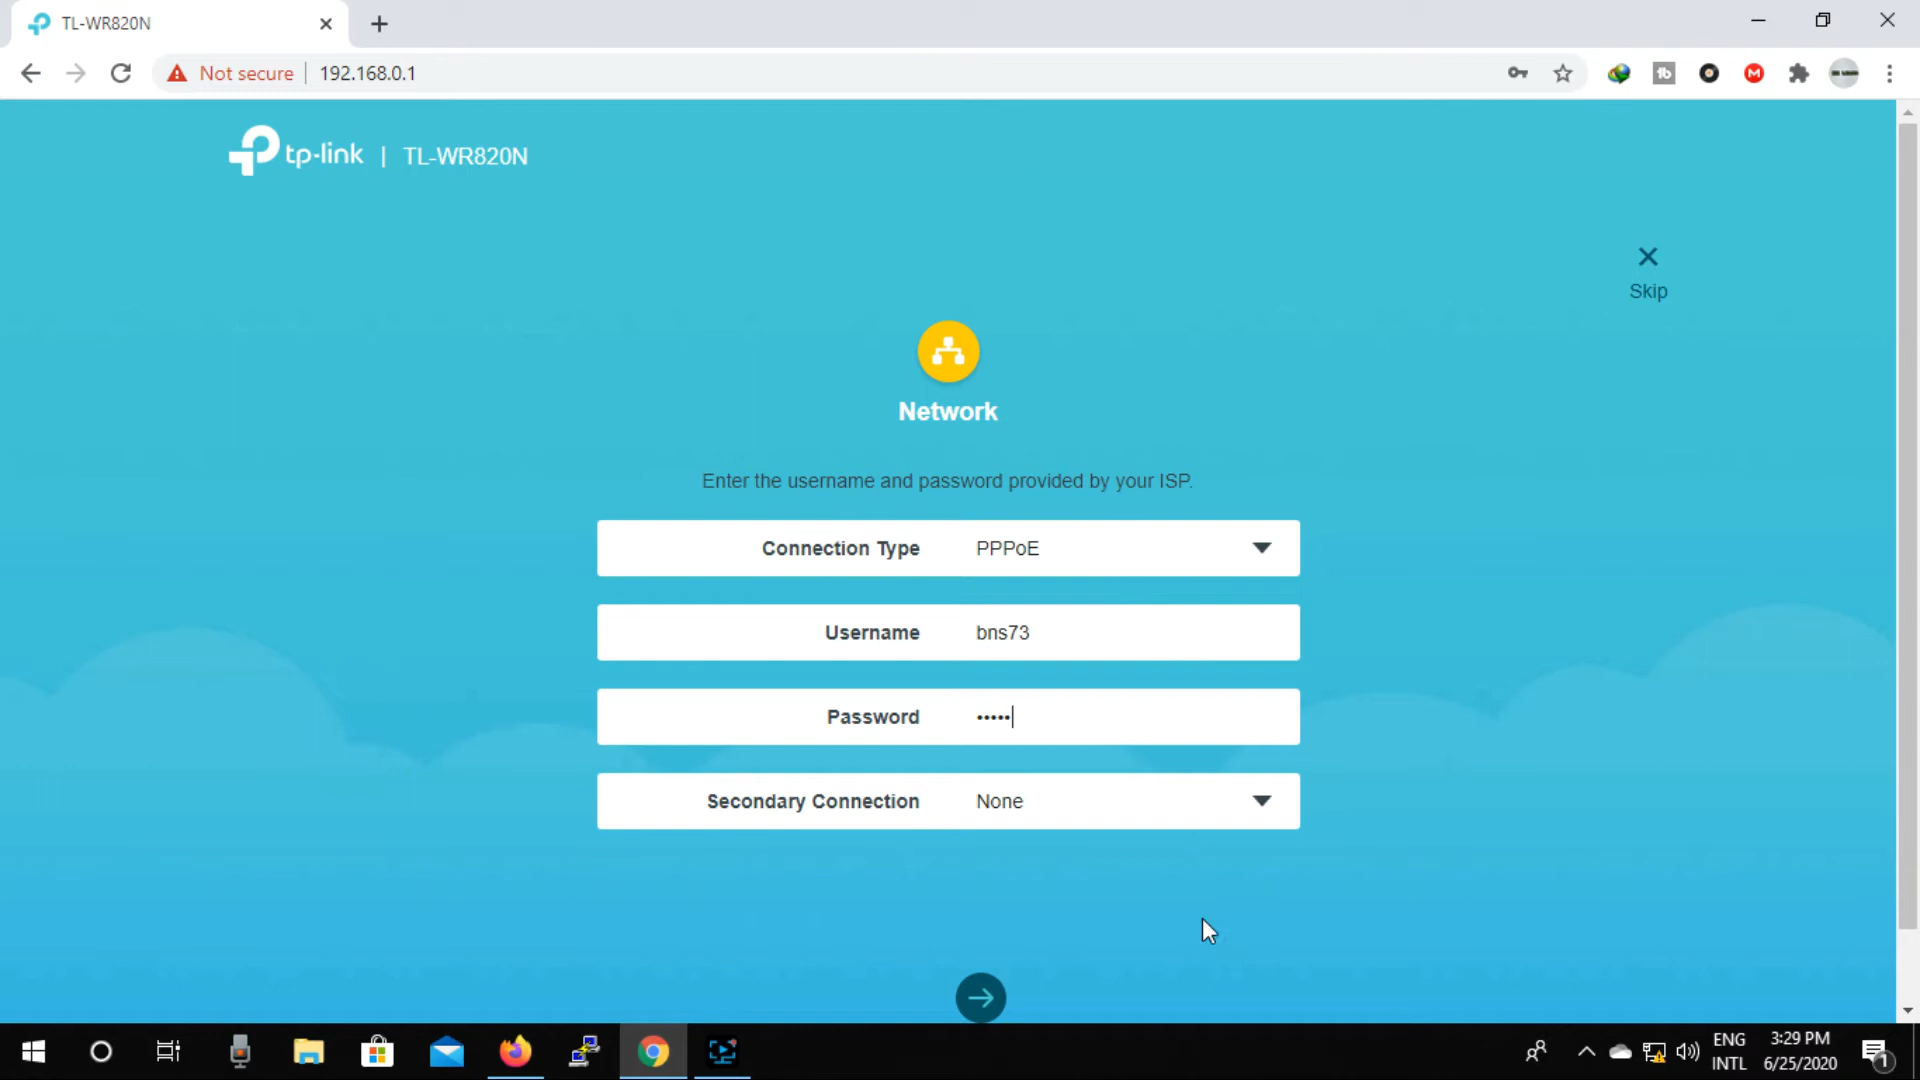 TL-WR820N
Not secure 192.168.0.1
tp-link | TL-WR820N
Skip
Network
Enter the username and password provided by your ISP.
Connection Type PPPoE
Username bns73
Password •••••
Secondary Connection None
ENG 3:29 PM
INTL 6/25/2020
1